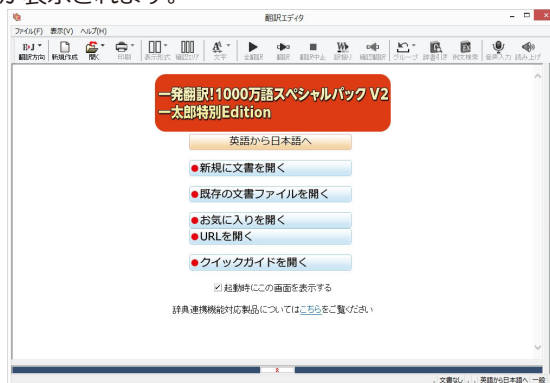 が表示されます。
翻訳エディタ
ファイル(F) 表示(V) ヘルプ(H)
翻訳方向 新規作成 開く 印刷 表示形式 確認エリア 文字 全翻訳 翻訳 翻訳中止 訳振り 確認翻訳 グループ 辞書引き 例文検索 音声入力 読み上げ
一発翻訳!1000万語スペシャルパック V2
一太郎特別Edition
英語から日本語へ
●新規に文書を開く
●既存の文書ファイルを開く
●お気に入りを開く
●URLを開く
●クイックガイドを開く
起動時にこの画面を表示する
辞典連携機能対応製品についてはこちらをご覧ください
文書なし 英語から日本語へ 一般